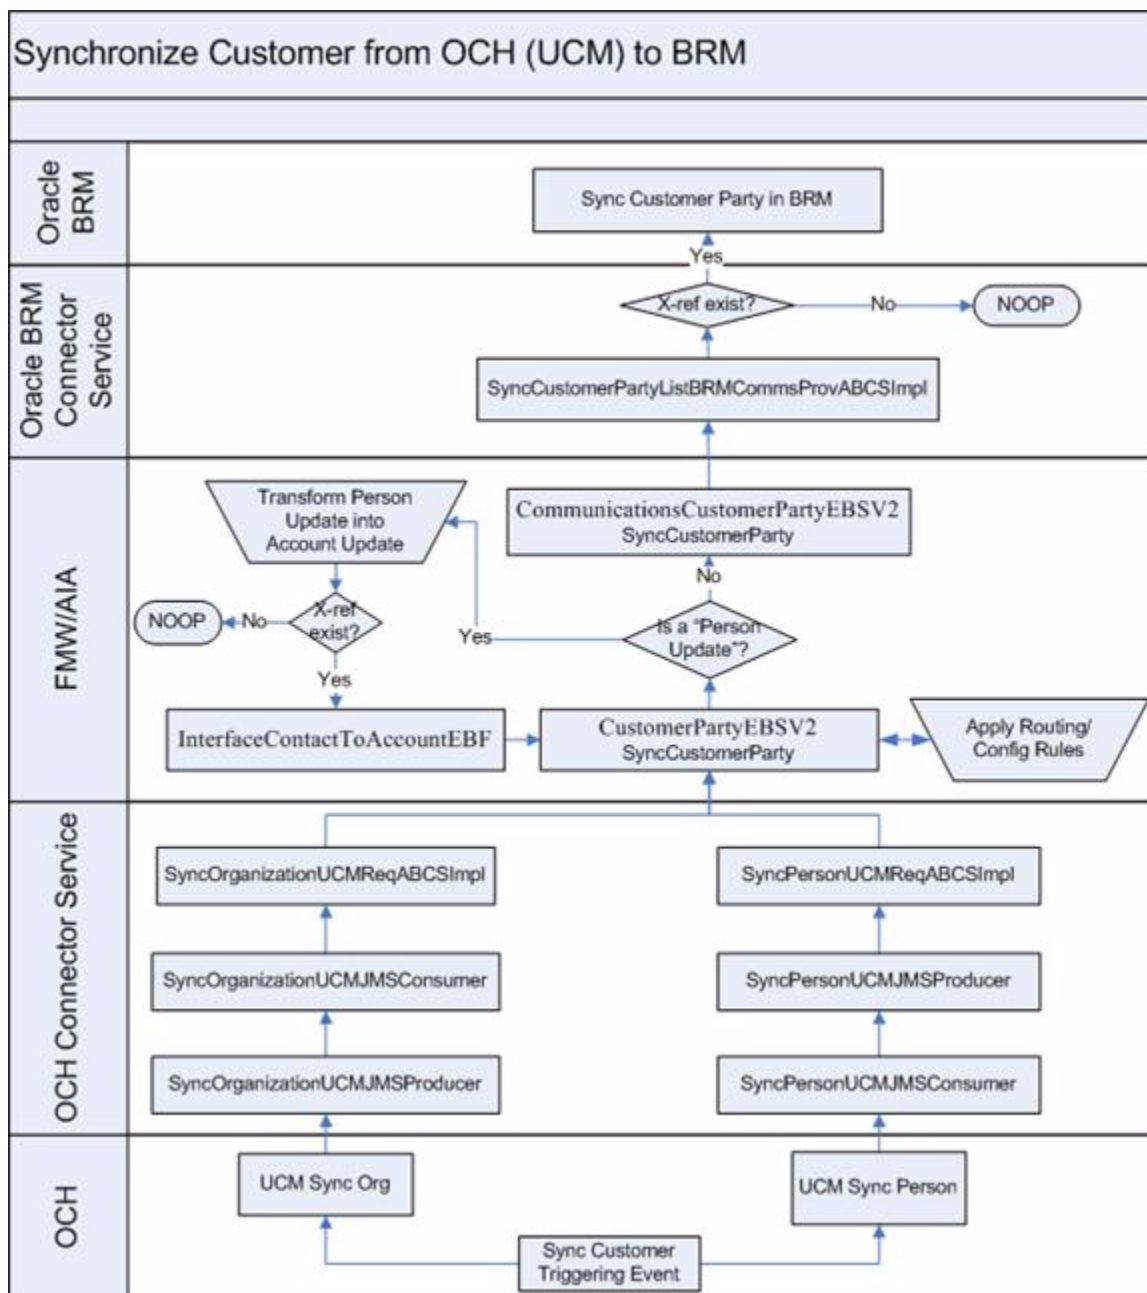 Synchronize Customer from OCH (UCM) to BRM
Oracle
BRM
Sync Customer Party in BRM
Yes
Oracle BRM
Connector
Service
X-ref exist?
No
NOOP
SyncCustomerPartyListBRMCommsProvABCSImpl
FMW/AIA
Transform Person
Update into
Account Update
CommunicationsCustomerPartyEBSV2
SyncCustomerParty
No
NOOP
No
X-ref
exist?
Yes
Is a "Person
Update"?
Yes
InterfaceContactToAccountEBF
CustomerPartyEBSV2
SyncCustomerParty
Apply Routing/
Config Rules
OCH Connector Service
SyncOrganizationUCMReqABCSImpl
SyncPersonUCMReqABCSImpl
SyncOrganizationUCMJMSConsumer
SyncPersonUCMJMSProducer
SyncOrganizationUCMJMSProducer
SyncPersonUCMJMSConsumer
OCH
UCM Sync Org
UCM Sync Person
Sync Customer
Triggering Event